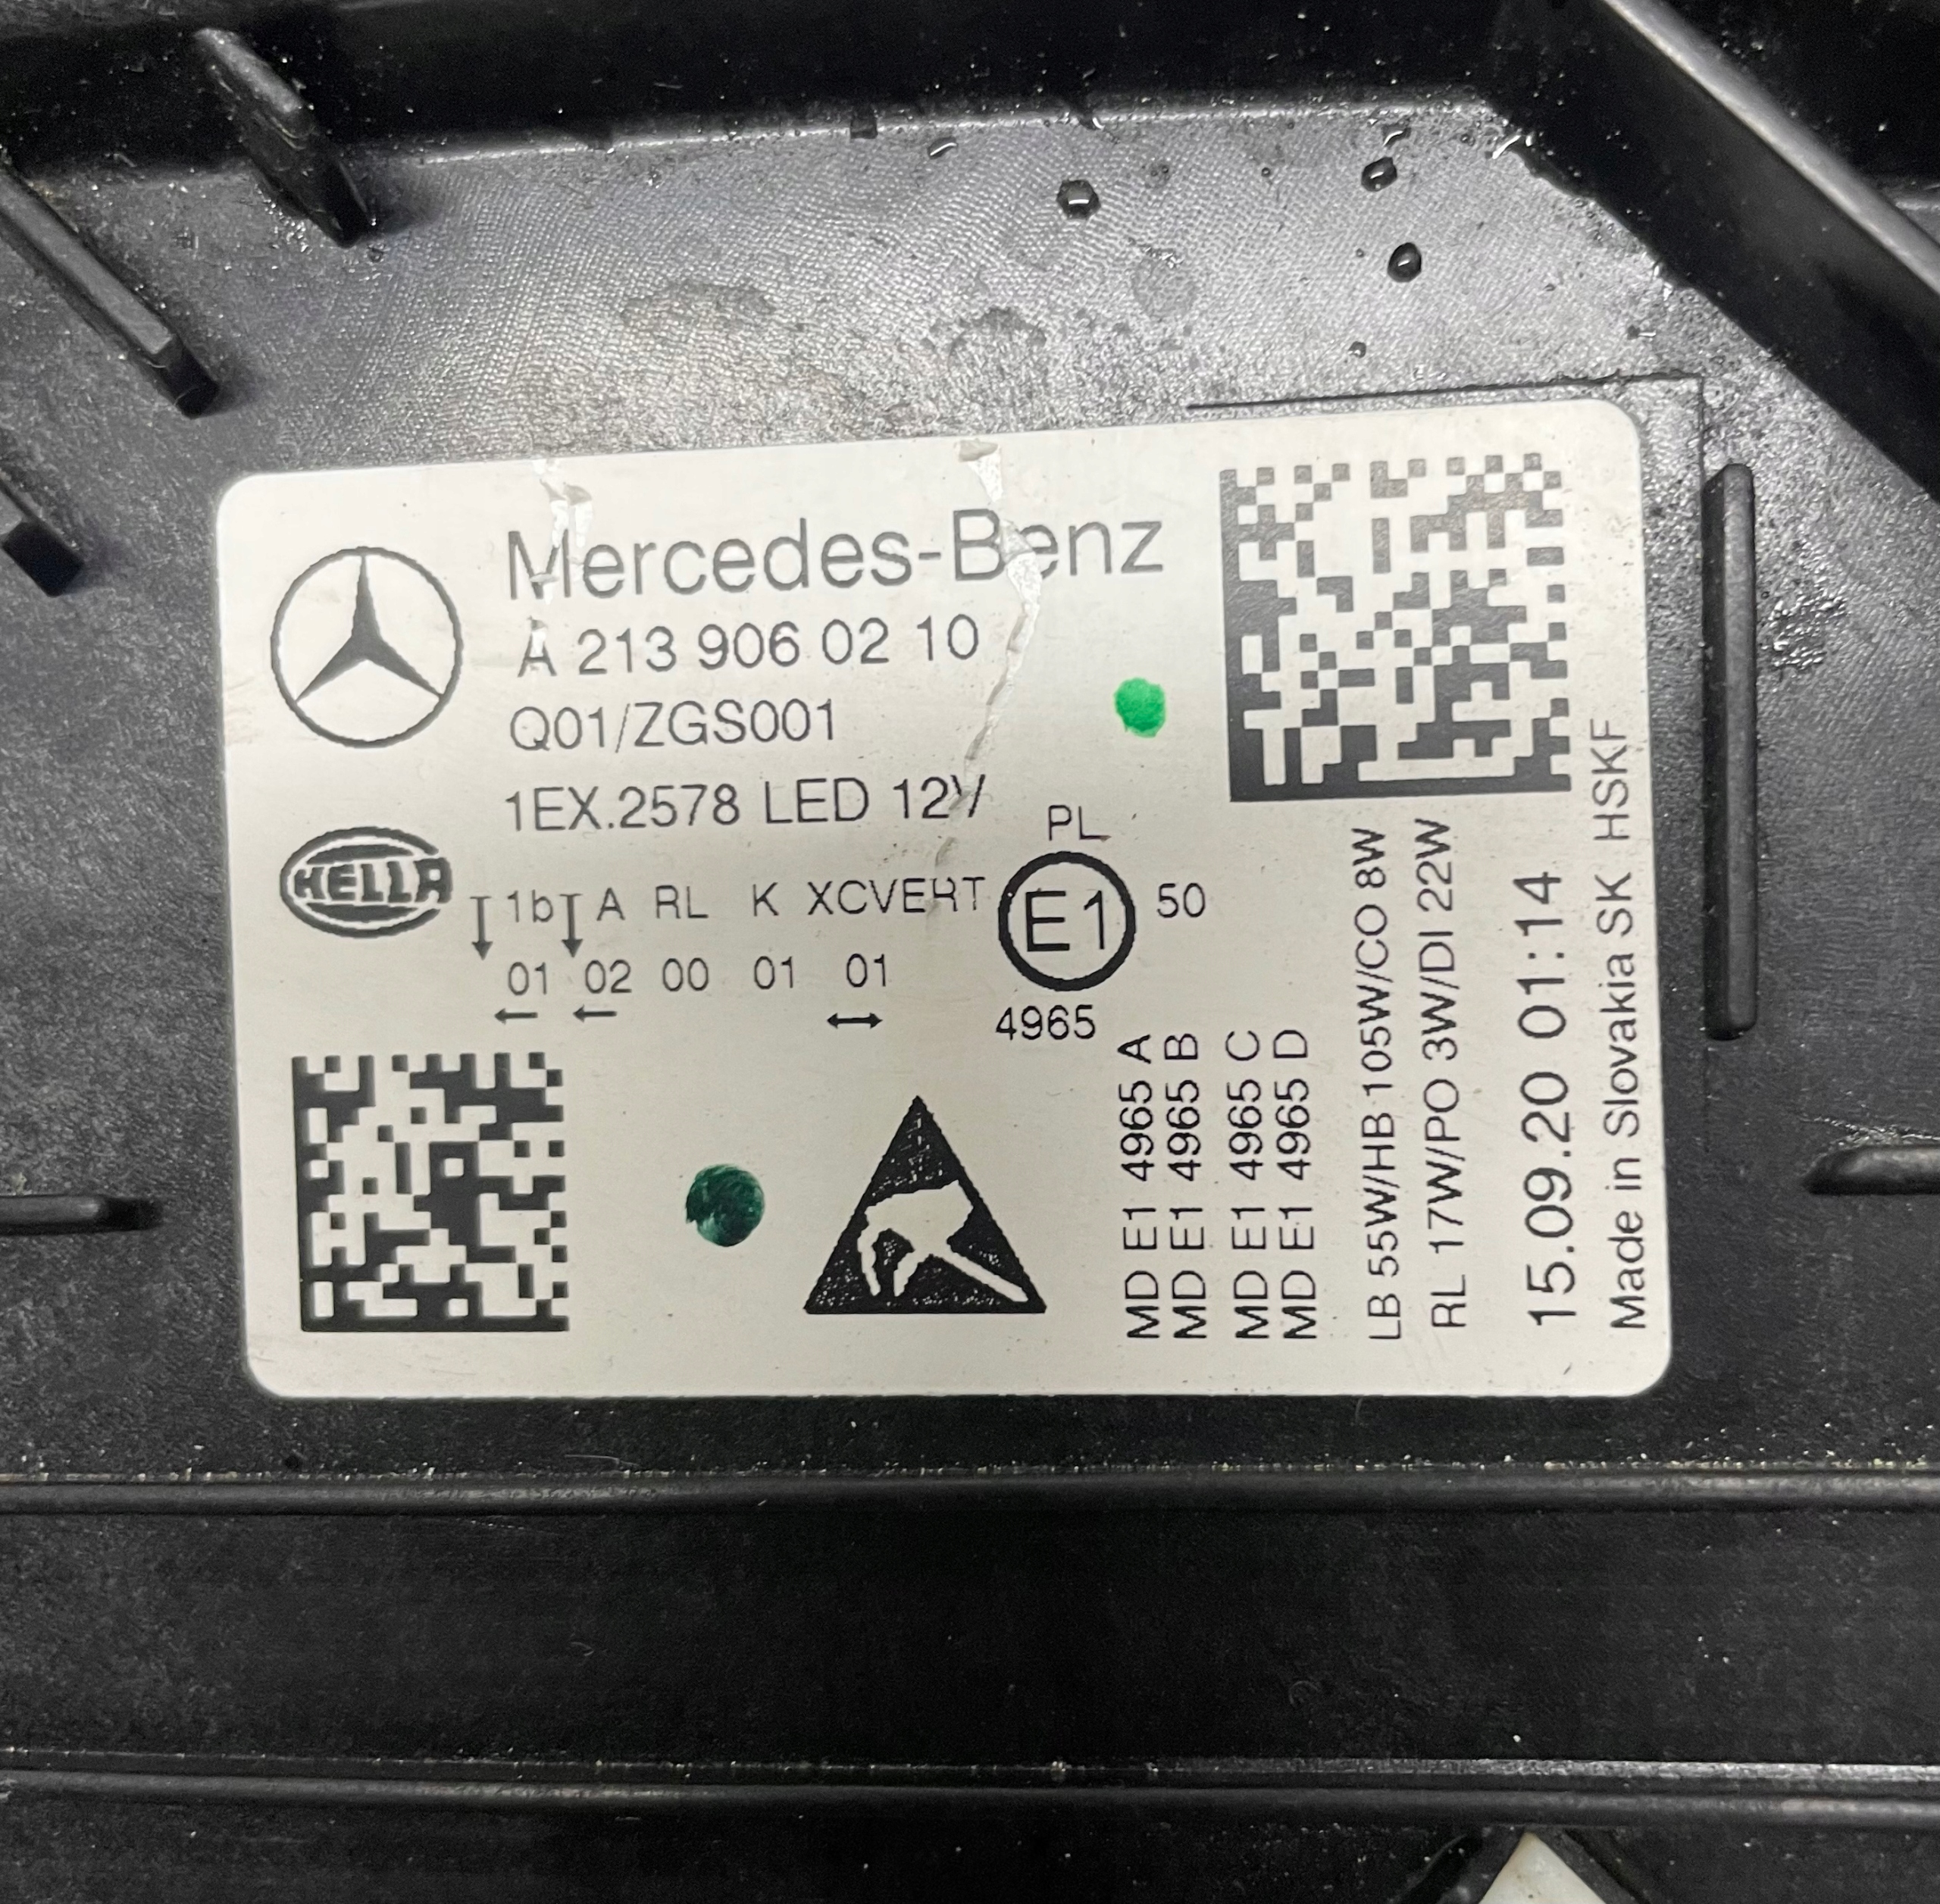 Mercedes-Benz
A 213 906 02 10
Q01/ZGS001
1EX.2578 LED 12V
HELLA
PL
1b A RL K XCVERT E1 50
01 02 00 01 01
4965
MD E1 4965 A
MD E1 4965 B
MD E1 4965 C
MD E1 4965 D
LB 55W/HB 105W/CO 8W
RL 17W/PO 3W/DI 22W
15.09.20 01:14
Made in Slovakia SK HSKF